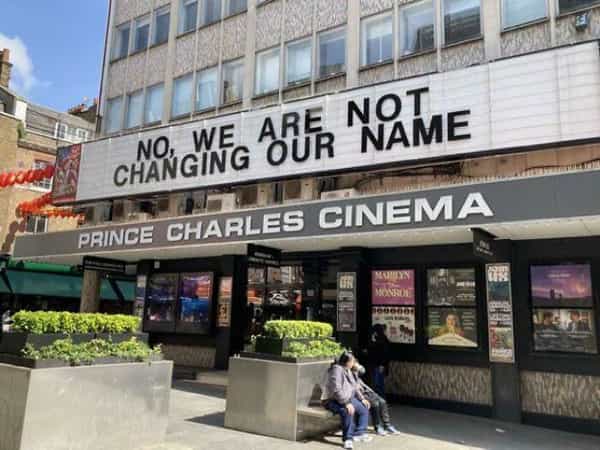 NO, WE ARE NOT
CHANGING OUR NAME
PRINCE CHARLES CINEMA
MARILYN
MONROE